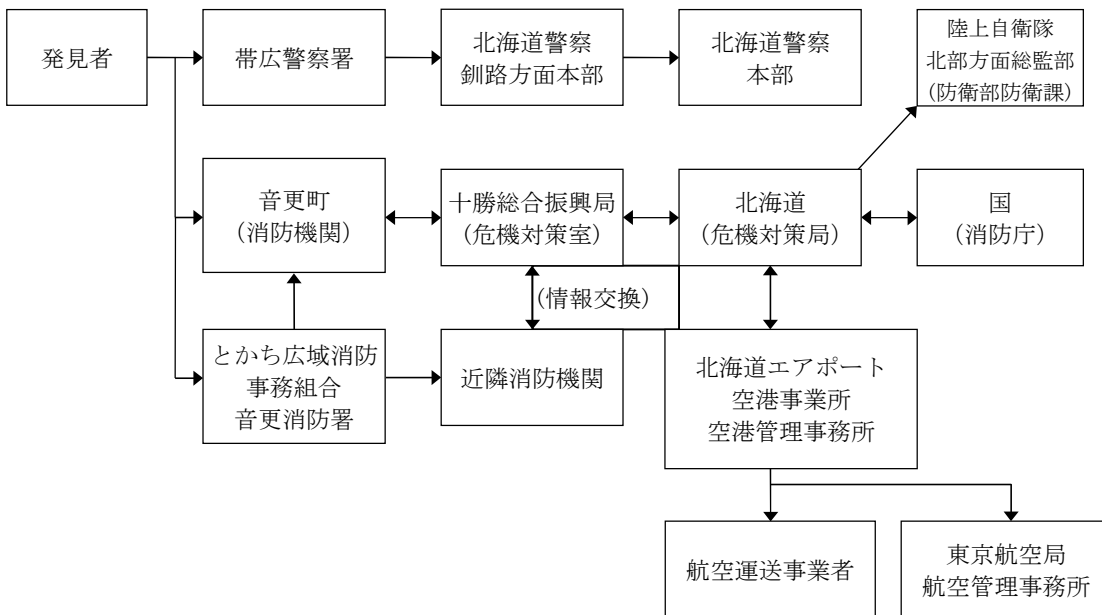 発見者
帯広警察署
北海道警察
釧路方面本部
北海道警察
本部
陸上自衛隊
北部方面総監部
(防衛部防衛課)
音更町
(消防機関)
十勝総合振興局
(危機対策室)
北海道
(危機対策局)
国
(消防庁)
(情報交換)
とかち広域消防
事務組合
音更消防署
近隣消防機関
北海道エアポート
空港事業所
空港管理事務所
航空運送事業者
東京航空局
航空管理事務所